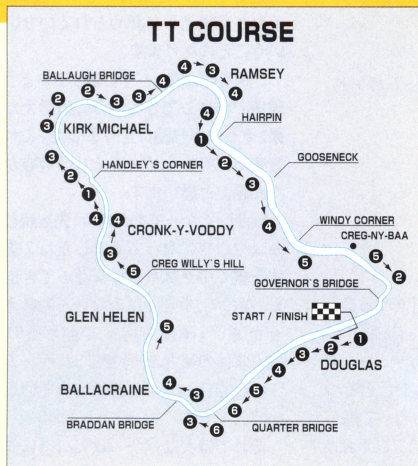 TT COURSE
BALLAUGH BRIDGE
4 3 4
RAMSEY
2 3 3 4
2
3
KIRK MICHAEL
HAIRPIN
4
1
2
3
GOOSENECK
HANDLEY`S CORNER
3
2
1
4
4
3
5
CRONK-Y-VODDY
4
5
WINDY CORNER
CREG-NY-BAA
5
2
CREG WILLY`S HILL
GOVERNOR`S BRIDGE
START / FINISH
GLEN HELEN
5
1
2
3
4
5
6
DOUGLAS
BALLACRAINE
4 3
3 6
BRADDAN BRIDGE
QUARTER BRIDGE